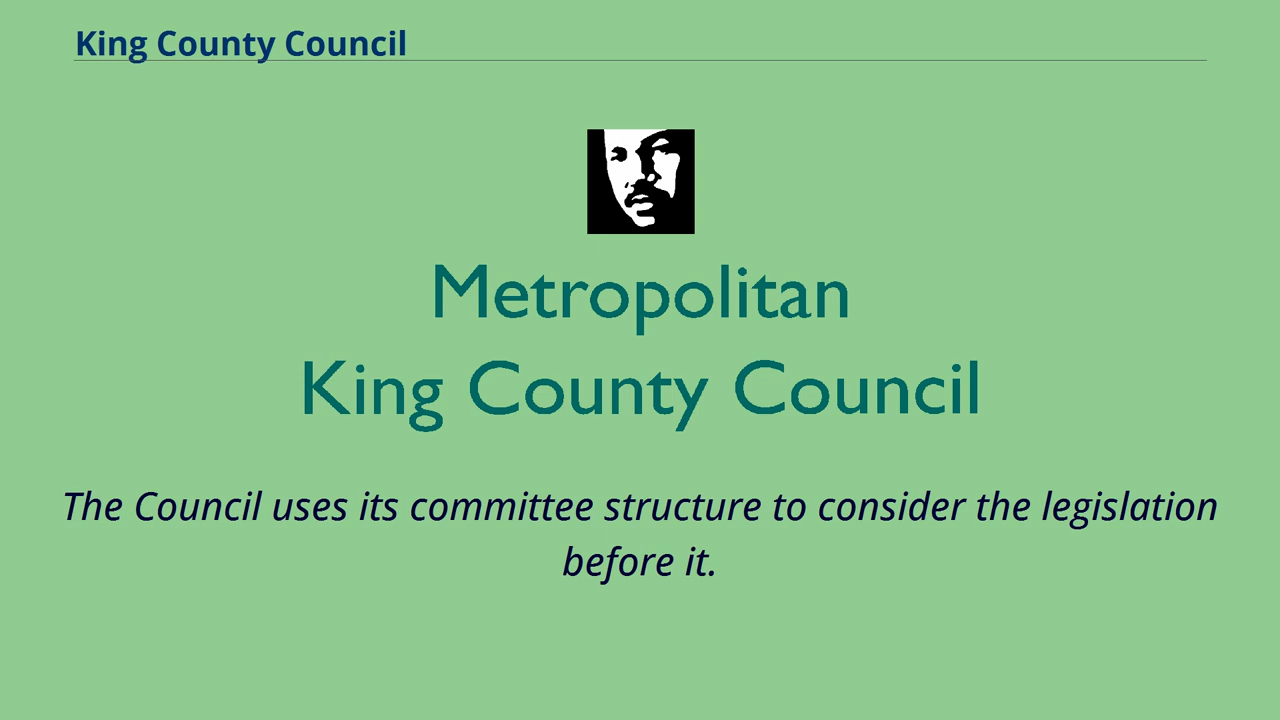 King County Council
Metropolitan
King County Council
The Council uses its committee structure to consider the legislation
before it.